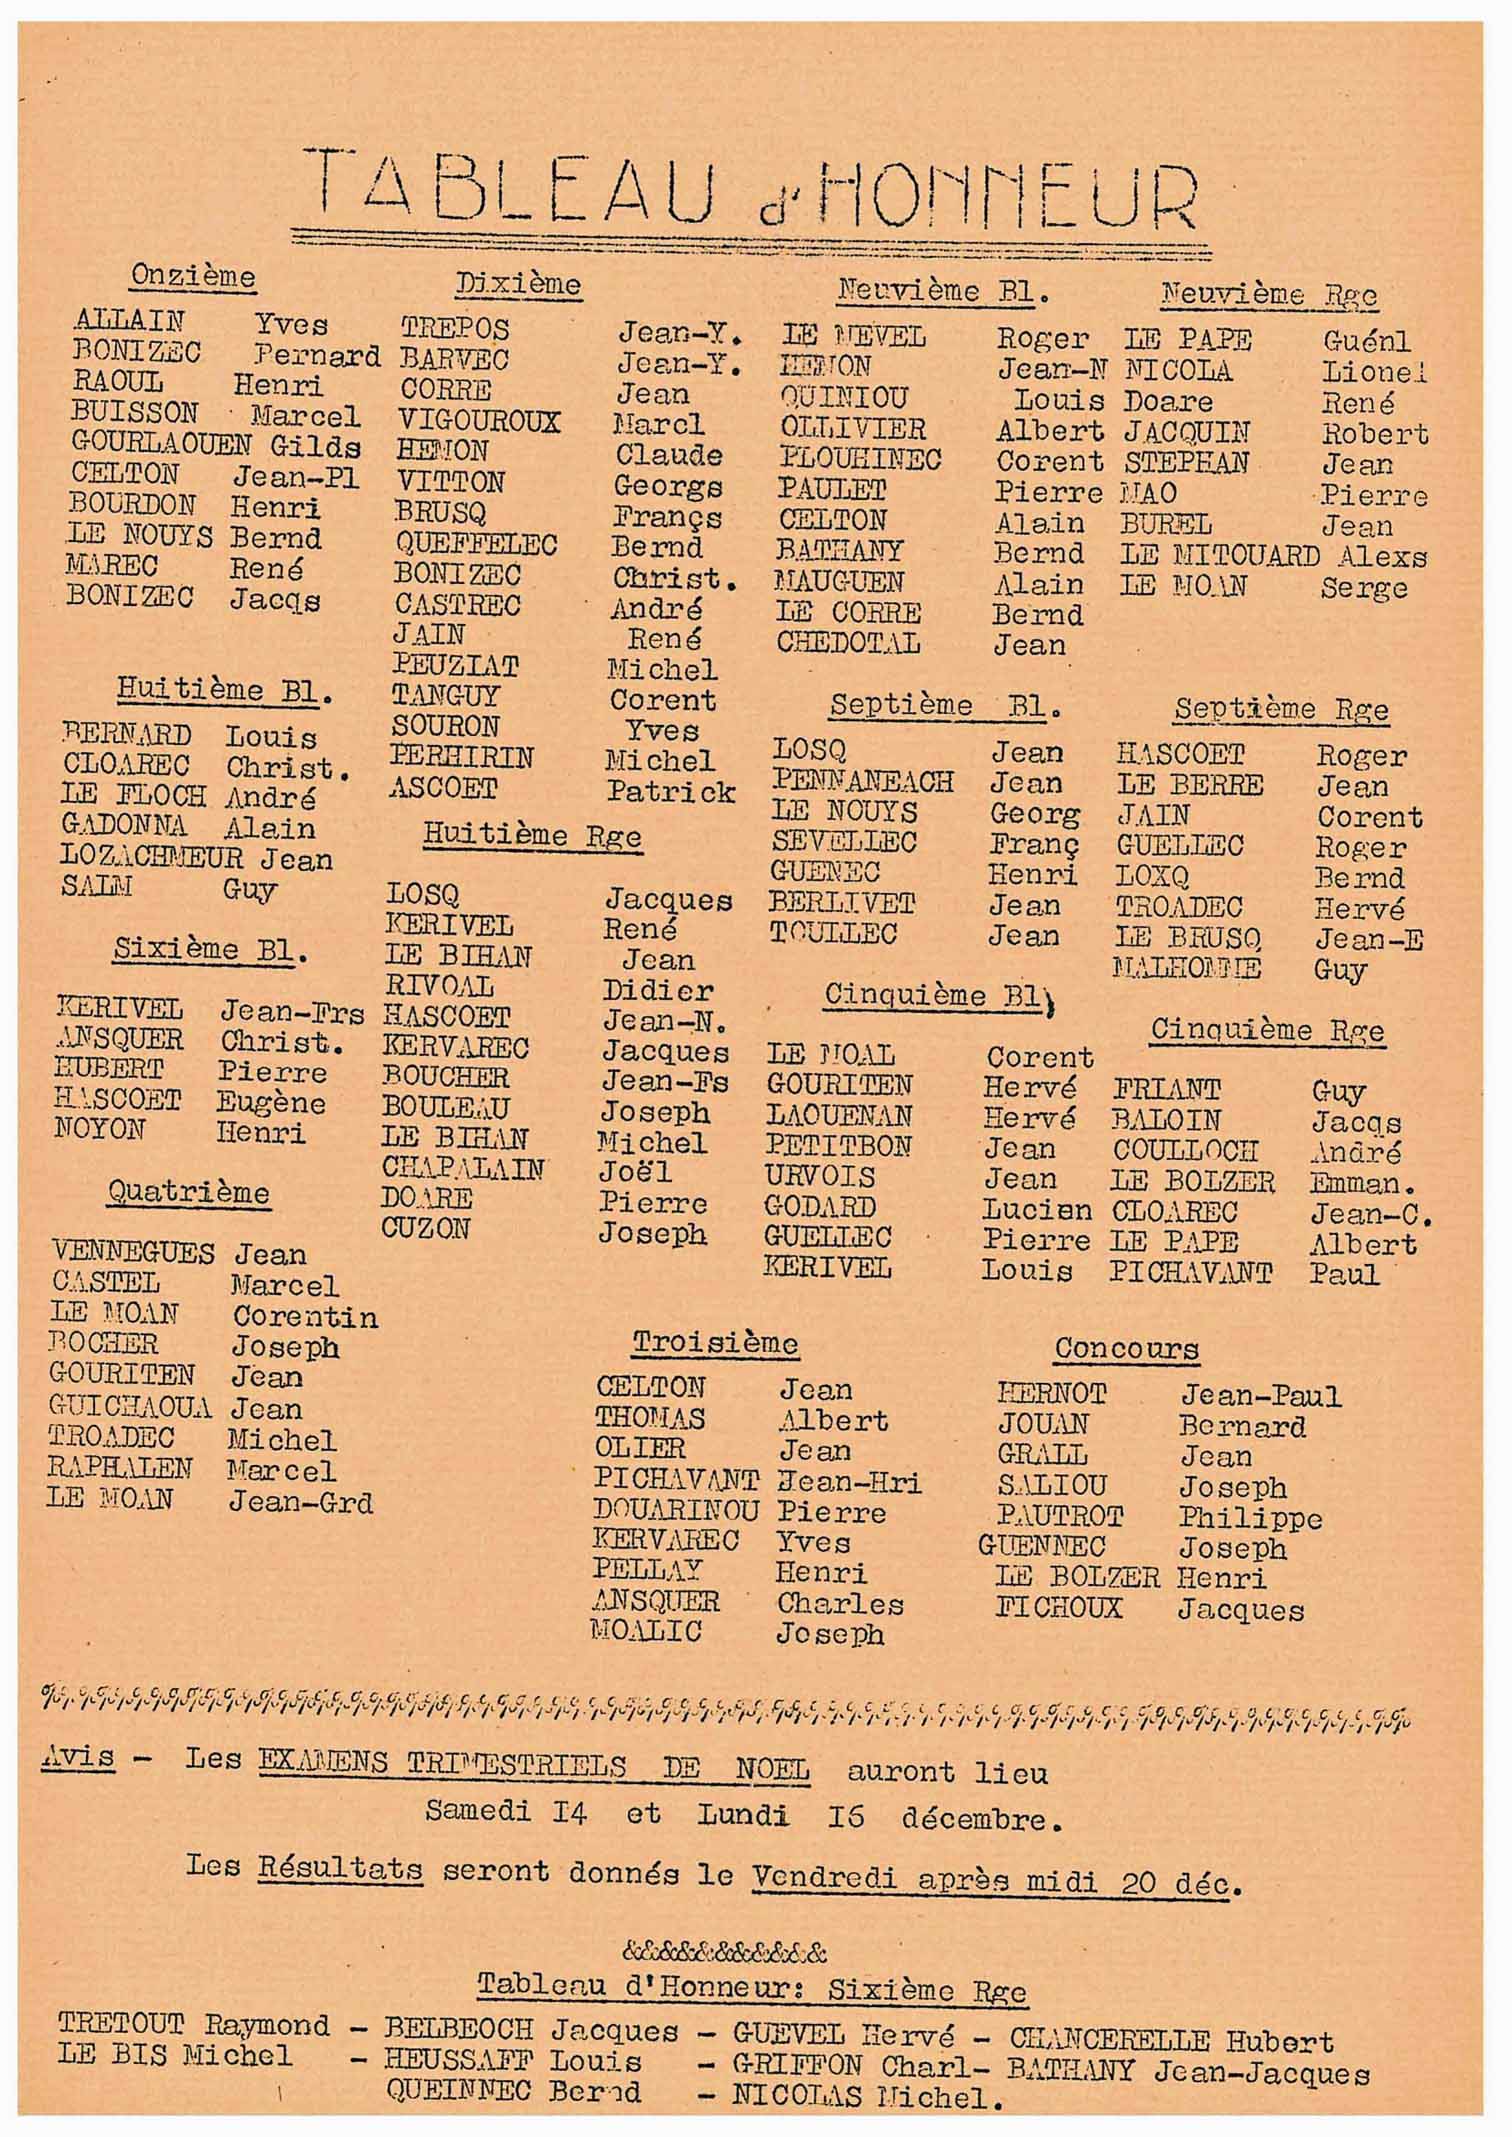 TABLEAU d'HONNEUR
Onzième
ALLAIN Yves
BONIZEC Bernard
RAOUL Henri
BUISSON Marcel
GOURLAOUEN Gilds
CELTON Jean-Pl
BOURDON Henri
LE NOUYS Bernd
MAREC René
BONIZEC Jacqs
Dixième
TREPOS Jean-Y.
BARVEC Jean-Y.
CORRE Jean
VIGOUROUX Marcl
HEMON Claude
VITTON Georgs
BRUSQ Françs
QUEFFELEC Bernd
BONIZEC Christ.
CASTREC André
JAIN René
PEUZIAT Michel
TANGUY Corent
SOURON Yves
PERHIRIN Michel
ASCOET Patrick
Neuvième Bl.
LE NEVEL Roger
HEMON Jean-N
QUINIOU Louis
OLLIVIER Albert
PLOUHINEC Corent
PAULET Pierre
CELTON Alain
BATHANY Bernd
MAUGUEN Alain
LE CORRE Bernd
CHEDOTAL Jean
Neuvième Rge
LE PAPE Guénl
NICOLA Lionel
Doare René
JACQUIN Robert
STEPHAN Jean
MAO Pierre
BUREL Jean
LE MITOUARD Alexs
LE MOAN Serge
Huitième Bl.
BERNARD Louis
CLOAREC Christ.
LE FLOCH André
GADONNA Alain
LOZACHMEUR Jean
SALM Guy
Huitième Rge
LOSQ Jacques
KERIVEL René
LE BIHAN Jean
RIVOAL Didier
HASCOET Jean-N.
KERVAREC Jacques
BOUCHER Jean-Fs
BOULEAU Joseph
LE BIHAN Michel
CHAPALAIN Joël
DOARE Pierre
CUZON Joseph
Septième Bl.
LOSQ Jean
PENNANEACH Jean
LE NOUYS Georg
SEVELLEC Franç
GUENEC Henri
BERLIVET Jean
TOULLEC Jean
Septième Rge
HASCOET Roger
LE BERRE Jean
JAIN Corent
GUELLEC Roger
LOXQ Bernd
TROADEC Hervé
LE BRUSQ Jean-E
MALHOMME Guy
Sixième Bl.
KERIVEL Jean-Frs
ANSQUER Christ.
HUBERT Pierre
HASCOET Eugène
NOYON Henri
Cinquième Bl
LE MOAL Corent
GOURITEN Hervé
LAOUENAN Hervé
PETITBON Jean
URVOIS Jean
GODARD Lucien
GUELLEC Pierre
KERIVEL Louis
Cinquième Rge
FRIANT Guy
BALOIN Jacqs
COULLOCH André
LE BOLZER Emman.
CLOAREC Jean-C.
LE PAPE Albert
PICHAVANT Paul
Quatrième
VENNEGUES Jean
CASTEL Marcel
LE MOAN Corentin
BOCHER Joseph
GOURITEN Jean
GUICHAOUA Jean
TROADEC Michel
RAPHALEN Marcel
LE MOAN Jean-Grd
Troisième
CELTON Jean
THOMAS Albert
OLIER Jean
PICHAVANT Jean-Hri
DOUARINOU Pierre
KERVAREC Yves
PELLAY Henri
ANSQUER Charles
MOALIC Joseph
Concours
HERNOT Jean-Paul
JOUAN Bernard
GRALL Jean
SALIOU Joseph
PAUTROT Philippe
GUENNEC Joseph
LE BOLZER Henri
FICHOUX Jacques
Avis - Les EXAMENS TRIMESTRIELS DE NOEL auront lieu
Samedi I4 et Lundi I6 décembre.
Les Résultats seront donnés le Vendredi après midi 20 déc.
&&&&&&&&&&&
Tableau d'Honneur: Sixième Rge
TRETOUT Raymond - BELBEOCH Jacques - GUEVEL Hervé - CHANCERELLE Hubert
LE BIS Michel - HEUSSAFF Louis - GRIFFON Charl- BATHANY Jean-Jacques
QUEINNEC Bernd - NICOLAS Michel.